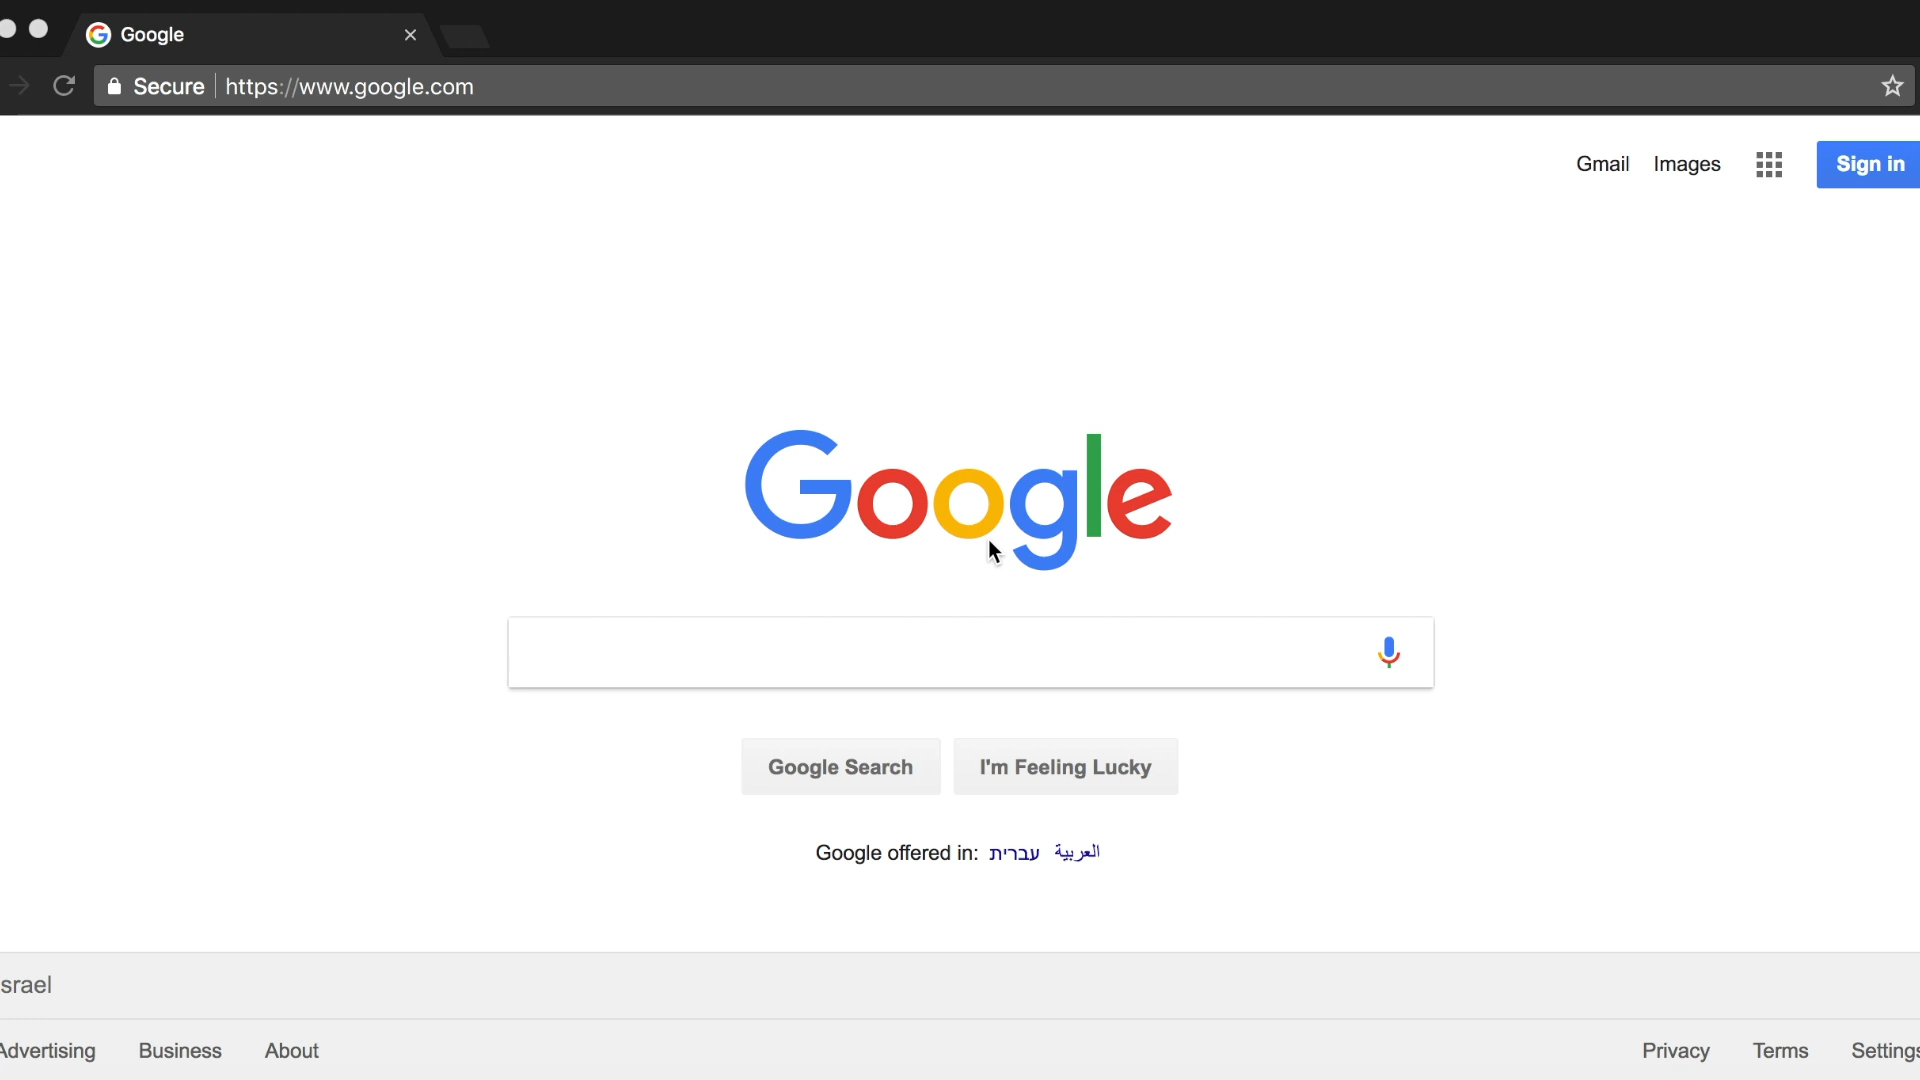 Google
Secure https://www.google.com
Gmail Images Sign in
Google
Google Search I'm Feeling Lucky
Google offered in: עברית العربية
srael
Advertising Business About Privacy Terms Settings